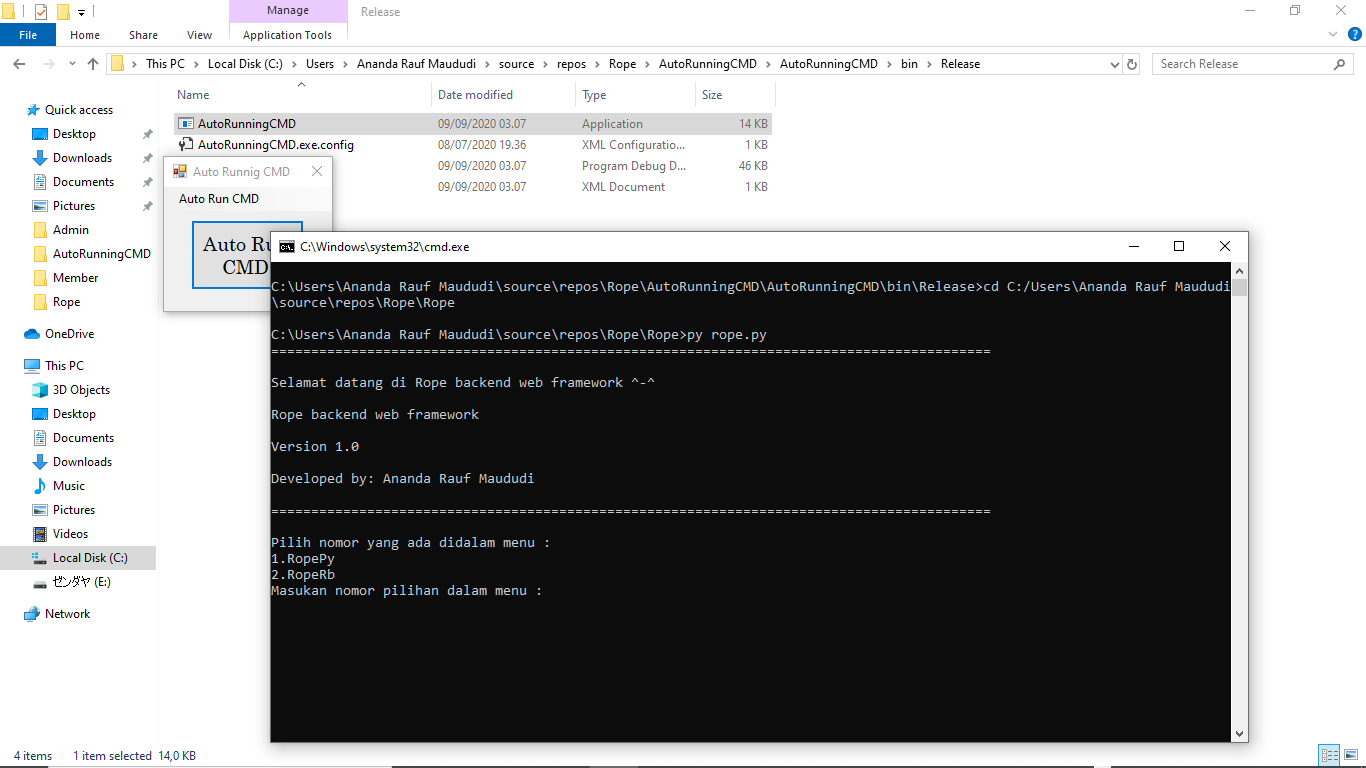 Manage
Release
File
Home
Share
View
Application Tools
This PC
Local Disk (C:)
Users
Ananda Rauf Maududi
source
repos
Rope
AutoRunningCMD
AutoRunningCMD
bin
Release
Search Release
Name
Date modified
Type
Size
AutoRunningCMD 09/09/2020 03.07 Application 14 KB
AutoRunningCMD.exe.config 08/07/2020 19.36 XML Configuratio... 1 KB
09/09/2020 03.07 Program Debug D... 46 KB
09/09/2020 03.07 XML Document 1 KB
Quick access
Desktop
Downloads
Documents
Pictures
Admin
AutoRunningCMD
Member
Rope
OneDrive
This PC
3D Objects
Desktop
Documents
Downloads
Music
Pictures
Videos
Local Disk (C:)
ゼンダヤ (E:)
Network
Auto Runnig CMD
Auto Run CMD
Auto Ru
CMD
C:\Windows\system32\cmd.exe
C:\Users\Ananda Rauf Maududi\source\repos\Rope\AutoRunningCMD\AutoRunningCMD\bin\Release>cd C:/Users\Ananda Rauf Maududi
\source\repos\Rope\Rope
C:\Users\Ananda Rauf Maududi\source\repos\Rope\Rope>py rope.py
==========================================================================================
Selamat datang di Rope backend web framework ^-^
Rope backend web framework
Version 1.0
Developed by: Ananda Rauf Maududi
==========================================================================================
Pilih nomor yang ada didalam menu :
1.RopePy
2.RopeRb
Masukan nomor pilihan dalam menu :
4 items
1 item selected 14,0 KB